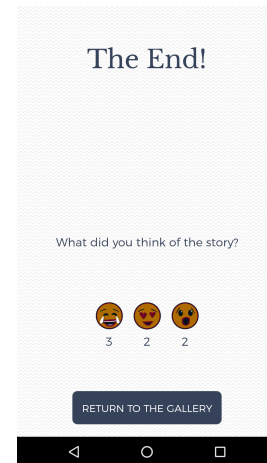 The End!
What did you think of the story?
3 2 2
RETURN TO THE GALLERY